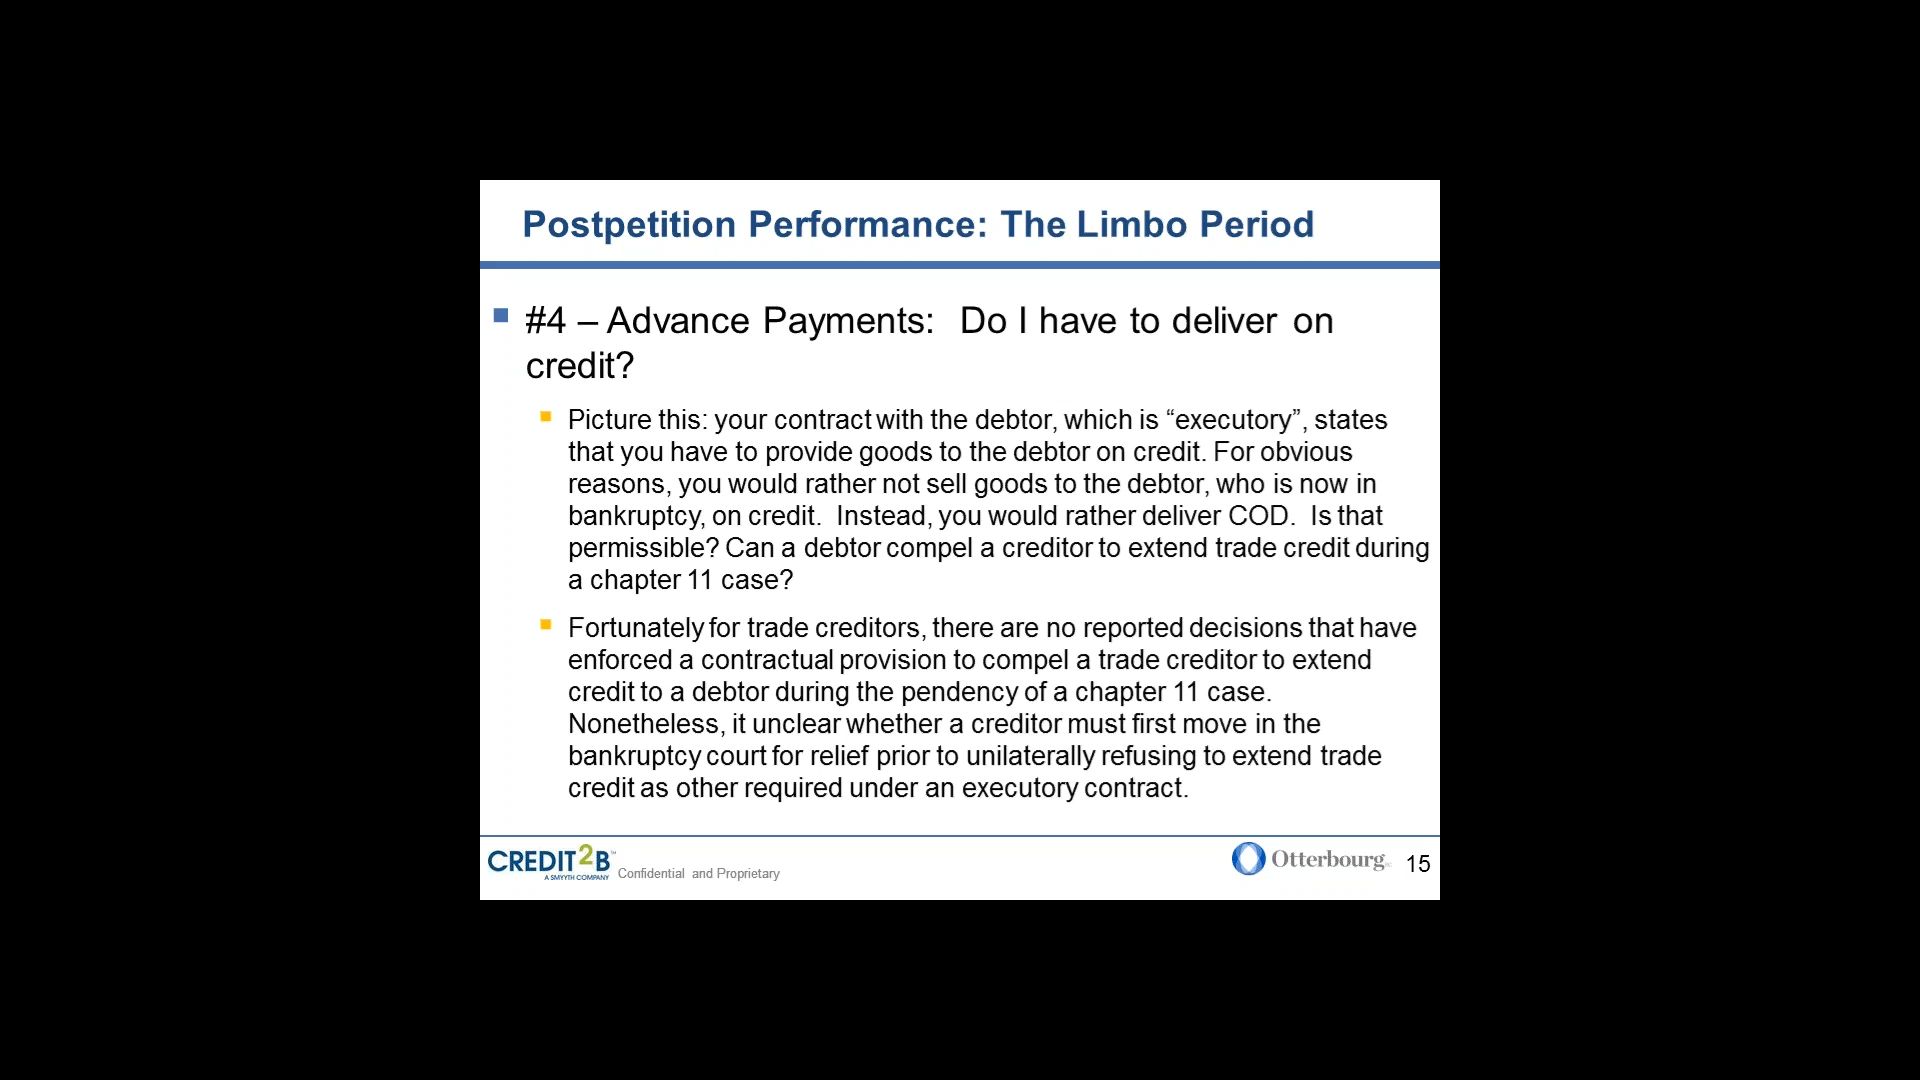 Postpetition Performance: The Limbo Period
#4 – Advance Payments: Do I have to deliver on
credit?
Picture this: your contract with the debtor, which is “executory”, states
that you have to provide goods to the debtor on credit. For obvious
reasons, you would rather not sell goods to the debtor, who is now in
bankruptcy, on credit. Instead, you would rather deliver COD. Is that
permissible? Can a debtor compel a creditor to extend trade credit during
a chapter 11 case?
Fortunately for trade creditors, there are no reported decisions that have
enforced a contractual provision to compel a trade creditor to extend
credit to a debtor during the pendency of a chapter 11 case.
Nonetheless, it unclear whether a creditor must first move in the
bankruptcy court for relief prior to unilaterally refusing to extend trade
credit as other required under an executory contract.
CREDIT2B™
A SMYYTH COMPANY
Confidential and Proprietary
Otterbourg
15